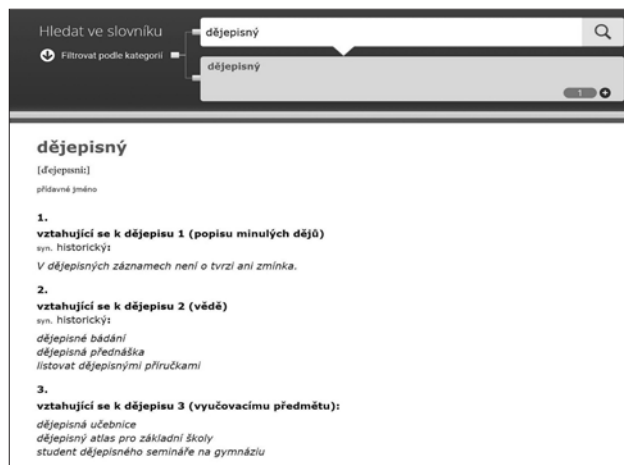 Hledat ve slovníku
dějepisný
Filtrovat podle kategorií
dějepisný
1
dějepisný
[ďejepɪsniː]
přídavné jméno
1.
vztahující se k dějepisu 1 (popisu minulých dějů)
syn. historický:
V dějepisných záznamech není o tvrzi ani zmínka.
2.
vztahující se k dějepisu 2 (vědě)
syn. historický:
dějepisné bádání
dějepisná přednáška
listovat dějepisnými příručkami
3.
vztahující se k dějepisu 3 (vyučovacímu předmětu):
dějepisná učebnice
dějepisný atlas pro základní školy
student dějepisného semináře na gymnáziu